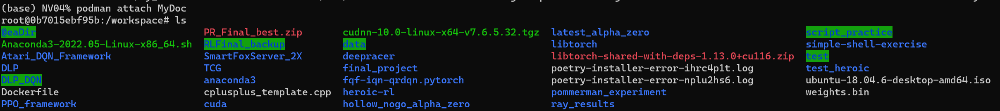 (base) NV04% podman attach MyDoc
root@0b7015ebf95b:/workspace# ls
@eaDir PR_Final_best.zip cudnn-10.0-linux-x64-v7.6.5.32.tgz latest_alpha_zero script_practice
Anaconda3-2022.05-Linux-x86_64.sh RLFinal_backup data libtorch simple-shell-exercise
Atari_DQN_Framework SmartFoxServer_2X deepracer libtorch-shared-with-deps-1.13.0+cu116.zip test
DLP TCG final_project poetry-installer-error-ihrc4p1t.log test_heroic
DLP_DQN anaconda3 fqf-iqn-qrdqn.pytorch poetry-installer-error-nplu2hs6.log ubuntu-18.04.6-desktop-amd64.iso
Dockerfile cplusplus_template.cpp heroic-rl pommerman_experiment weights.bin
PPO_framework cuda hollow_nogo_alpha_zero ray_results